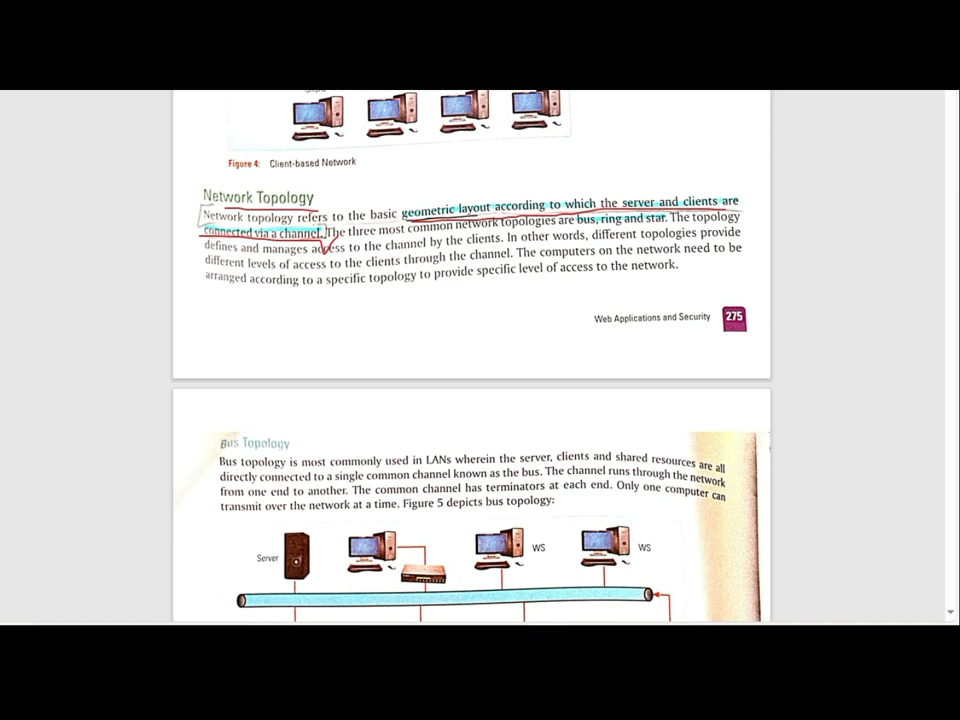 Figure 4: Client-based Network
Network Topology
Network topology refers to the basic geometric layout according to which the server and clients are
connected via a channel. The three most common network topologies are bus, ring and star. The topology
defines and manages access to the channel by the clients. In other words, different topologies provide
different levels of access to the clients through the channel. The computers on the network need to be
arranged according to a specific topology to provide specific level of access to the network.
Web Applications and Security 275
Bus Topology
Bus topology is most commonly used in LANs wherein the server, clients and shared resources are all
directly connected to a single common channel known as the bus. The channel runs through the network
from one end to another. The common channel has terminators at each end. Only one computer can
transmit over the network at a time. Figure 5 depicts bus topology:
Server
WS
WS